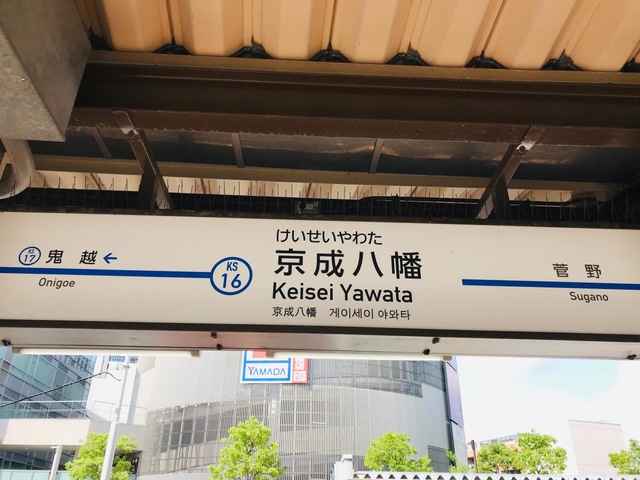 KS
17
鬼越
←
Onigoe
KS
16
けいせいやわた
京成八幡
Keisei Yawata
京成八幡 게이세이 야와타
菅野
Sugano
YAMADA
2F